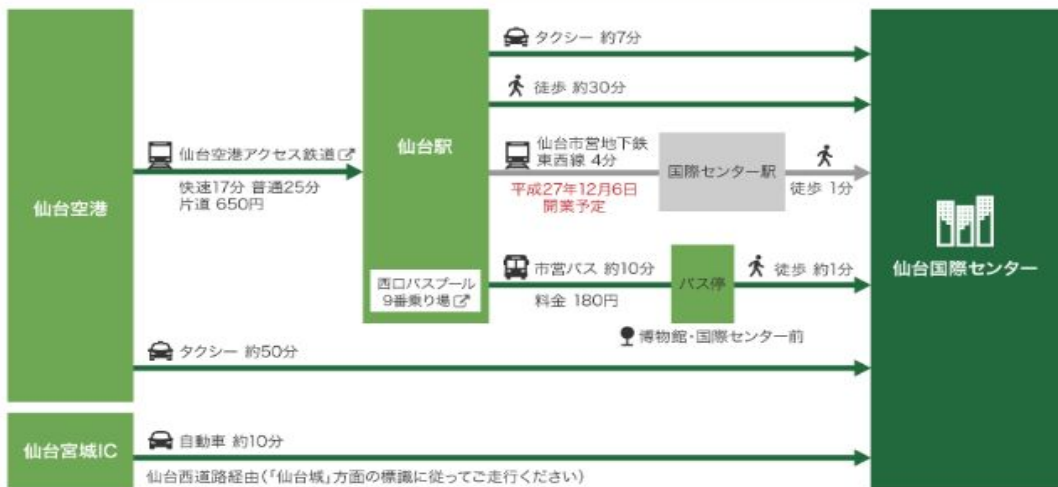 仙台空港
仙台空港アクセス鉄道
快速17分 普通25分
片道 650円
仙台駅
西口バスプール
9番乗り場
タクシー 約7分
徒歩 約30分
仙台市営地下鉄
東西線 4分
平成27年12月6日
開業予定
国際センター駅
徒歩 1分
市営バス 約10分
料金 180円
バス停
徒歩 約1分
博物館・国際センター前
タクシー 約50分
仙台国際センター
仙台宮城IC
自動車 約10分
仙台西道路経由(「仙台城」方面の標識に従ってご走行ください)